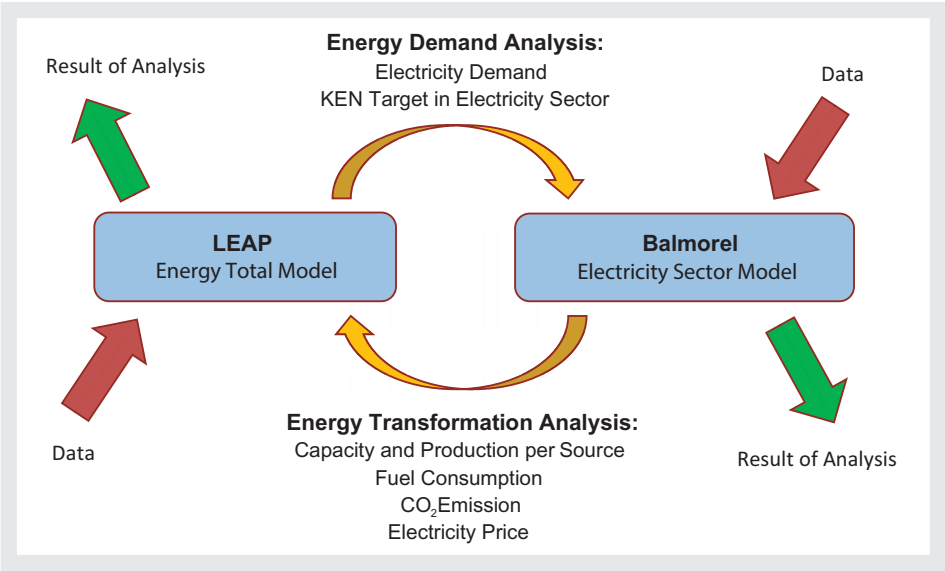 Energy Demand Analysis:
Electricity Demand
KEN Target in Electricity Sector
Result of Analysis
Data
LEAP
Energy Total Model
Balmorel
Electricity Sector Model
Data
Energy Transformation Analysis:
Capacity and Production per Source
Fuel Consumption
CO₂Emission
Electricity Price
Result of Analysis